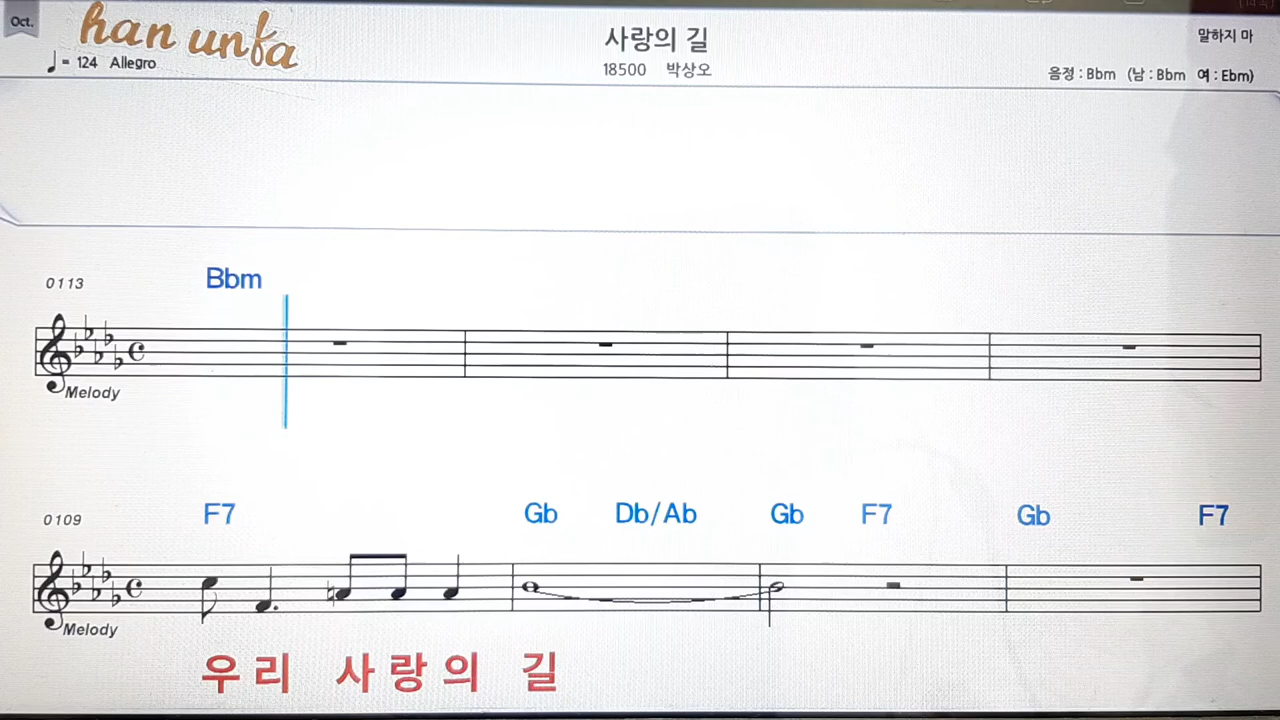 Oct.
han unfa
♩= 124 Allegro
사랑의 길
18500 박상오
말하지 마
음정 : Bbm (남 : Bbm 여 : Ebm)
0113
Bbm
Melody
0109
F7 Gb Db/Ab Gb F7 Gb F7
Melody
우리 사랑의 길